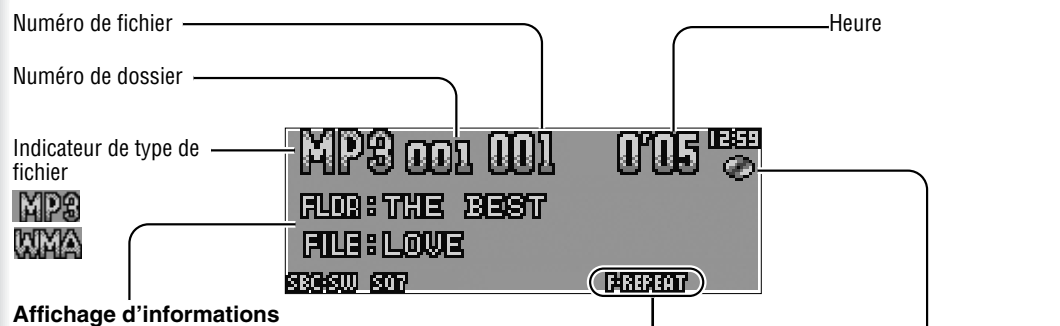 Numéro de fichier
Heure
Numéro de dossier
Indicateur de type de
fichier
MP3
WMA
MP3 001 001 0'05 12:59
FLDR:THE BEST
FILE:LOVE
SBC-SW SQ7
F-REPEAT
Affichage d'informations